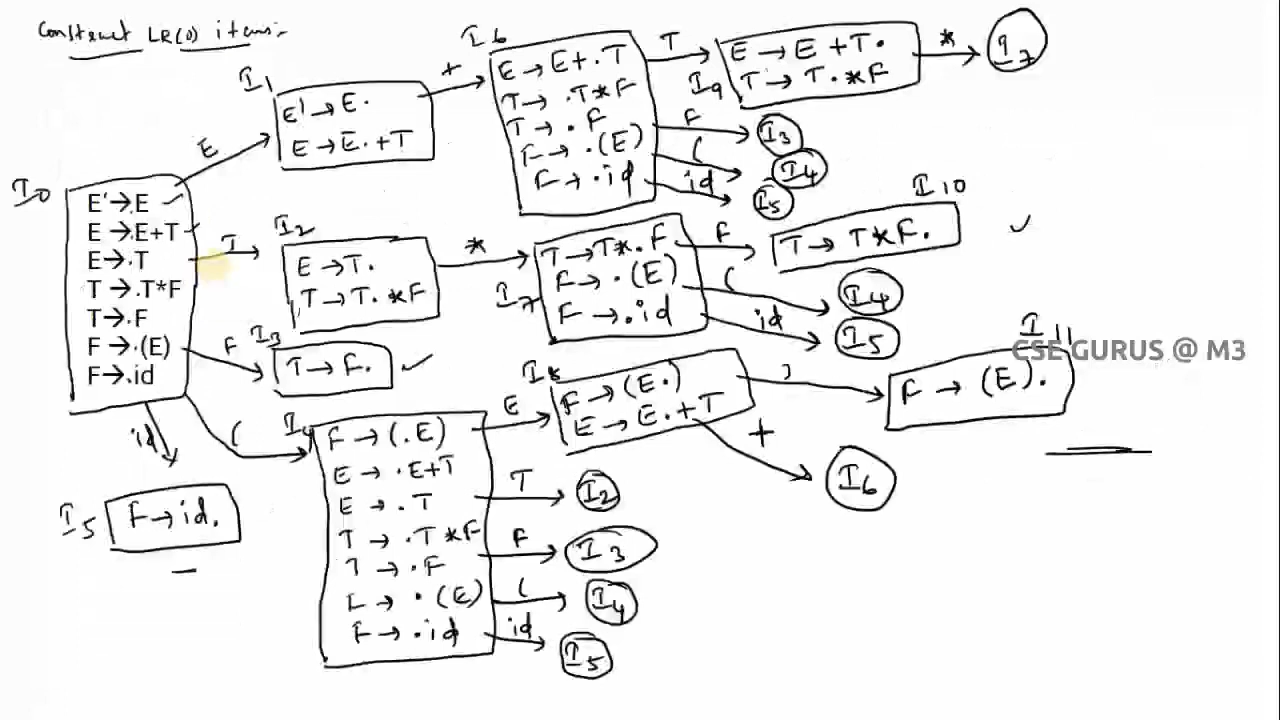 Construct LR(0) items:-
I0
E'→.E
E→.E+T
E→.T
T→.T*F
T→.F
F→.(E)
F→.id
E
I1
E'→E.
E→E.+T
+
I6
E→E+.T
T→.T*F
T→.F
F→.(E)
F→.id
T
I9
E→E+T.
T→T.*F
*
I7
F
I3
(
I4
id
I5
T
I2
E→T.
T→T.*F
*
I7
T→T*.F
F→.(E)
F→.id
F
I10
T→T*F.
(
I4
id
I5
F
I3
T→F.
(
I4
F→(.E)
E→.E+T
E→.T
T→.T*F
T→.F
F→.(E)
F→.id
E
I8
F→(E.)
E→E.+T
)
I11
F→(E).
+
I6
T
I2
F
I3
(
I4
id
I5
id
I5
F→id.
CSE GURUS @ M3